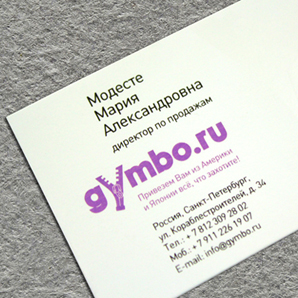 Модесте
Мария
Александровна
директор по продажам
gymbo.ru
Привезем Вам из Америки
и Японии всё, что захотите!
Россия, Санкт-Петербург,
ул. Кораблестроителей, д. 34
Тел.: +7 812 309 28 02
Моб.: +7 911 226 19 07
E-mail: info@gymbo.ru